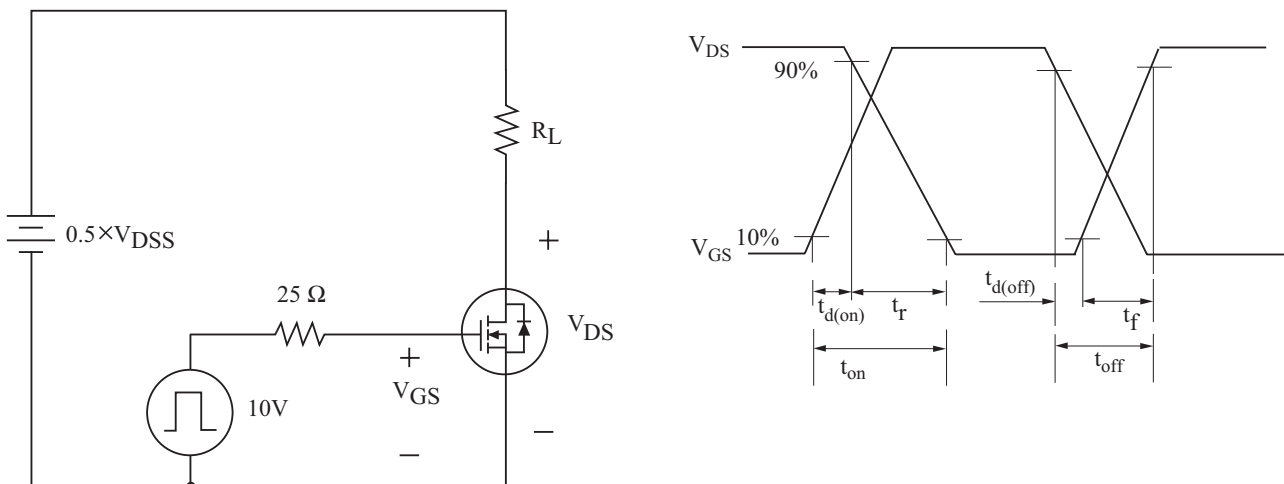 R_L
0.5×V_DSS
+
25 Ω
V_DS
+
V_GS
10V
−
−
V_DS
90%
10%
V_GS
t_d(on)
t_r
t_d(off)
t_f
t_on
t_off